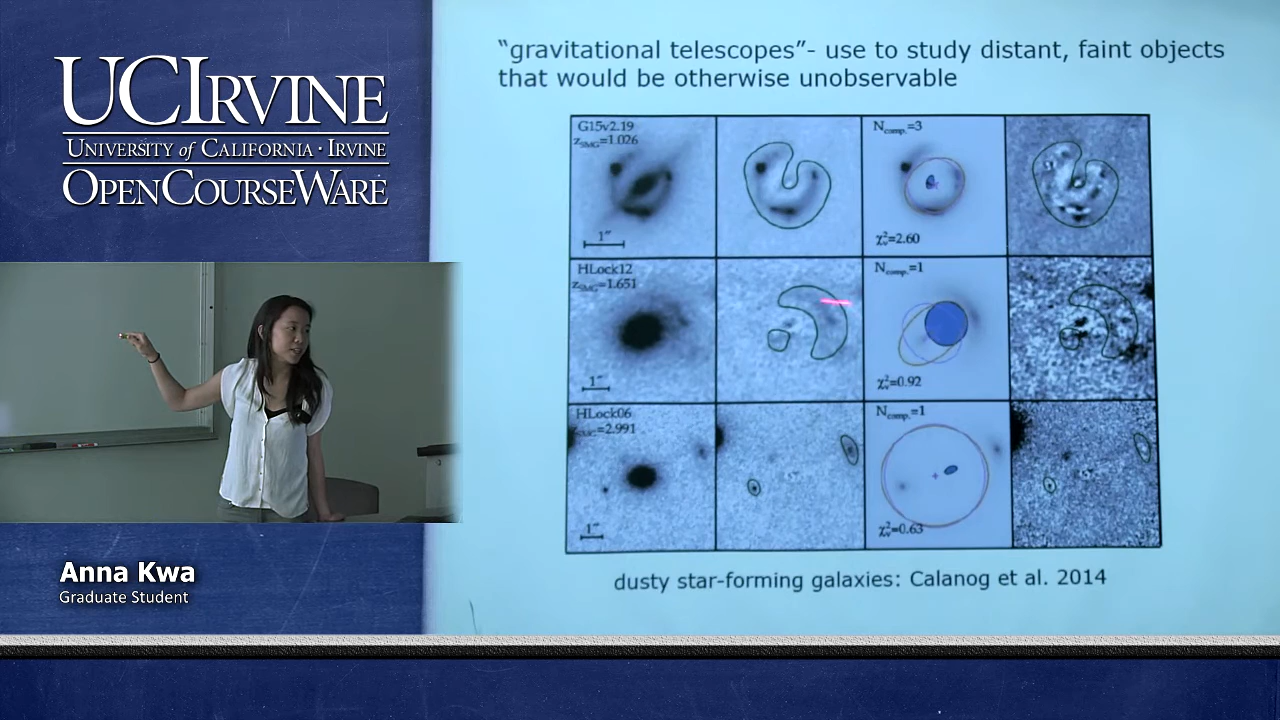 UCIRVINE
UNIVERSITY of CALIFORNIA · IRVINE
OPENCOURSEWARE
"gravitational telescopes"- use to study distant, faint objects
that would be otherwise unobservable
G15v2.19
z_SMG=1.026
1"
N_comp.=3
χ²_ν=2.60
HLock12
z_SMG=1.651
1"
N_comp.=1
χ²_ν=0.92
HLock06
z_SMG=2.991
1"
N_comp.=1
χ²_ν=0.63
dusty star-forming galaxies: Calanog et al. 2014
Anna Kwa
Graduate Student